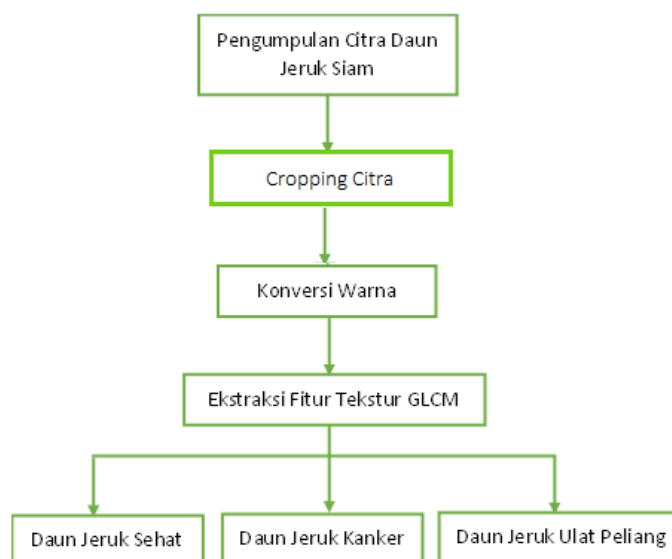 Pengumpulan Citra Daun
Jeruk Siam
Cropping Citra
Konversi Warna
Ekstraksi Fitur Tekstur GLCM
Daun Jeruk Sehat
Daun Jeruk Kanker
Daun Jeruk Ulat Peliang